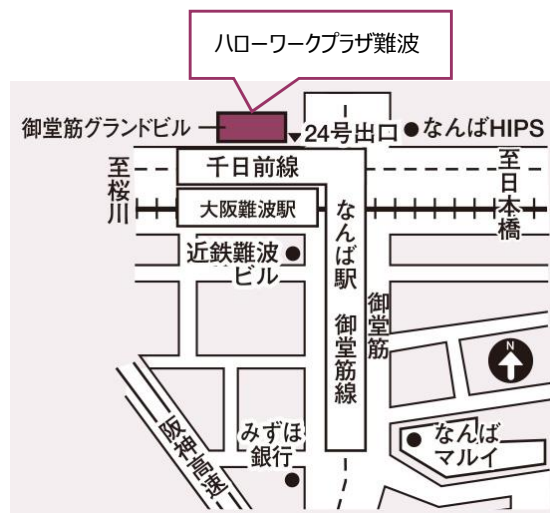 ハローワークプラザ難波
御堂筋グランドビル
24号出口
なんばHIPS
至桜川
千日前線
至日本橋
大阪難波駅
近鉄難波
ビル
なんば駅 御堂筋線
御堂筋
N
阪神高速
みずほ
銀行
なんば
マルイ